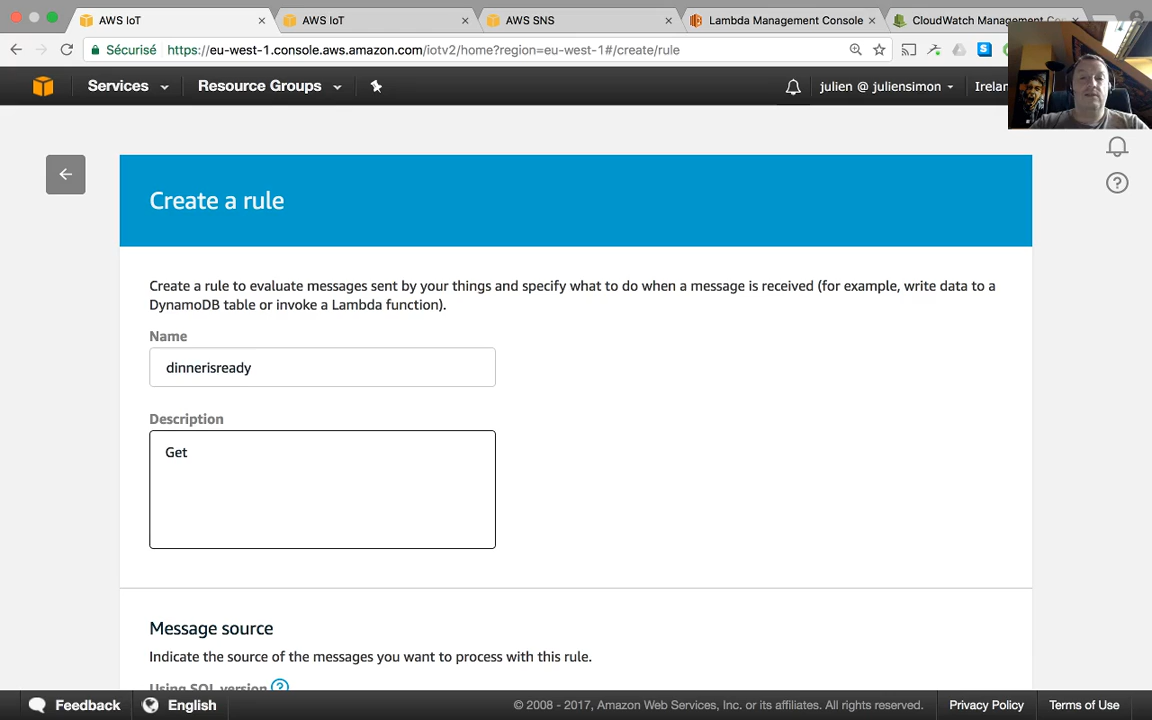 AWS IoT
AWS IoT
AWS SNS
Lambda Management Console
CloudWatch Management Co
Sécurisé https://eu-west-1.console.aws.amazon.com/iotv2/home?region=eu-west-1#/create/rule
Services Resource Groups julien @ juliensimon Irelan
Create a rule
Create a rule to evaluate messages sent by your things and specify what to do when a message is received (for example, write data to a
DynamoDB table or invoke a Lambda function).
Name
dinnerisready
Description
Get
Message source
Indicate the source of the messages you want to process with this rule.
Using SQL version
Feedback English © 2008 - 2017, Amazon Web Services, Inc. or its affiliates. All rights reserved. Privacy Policy Terms of Use